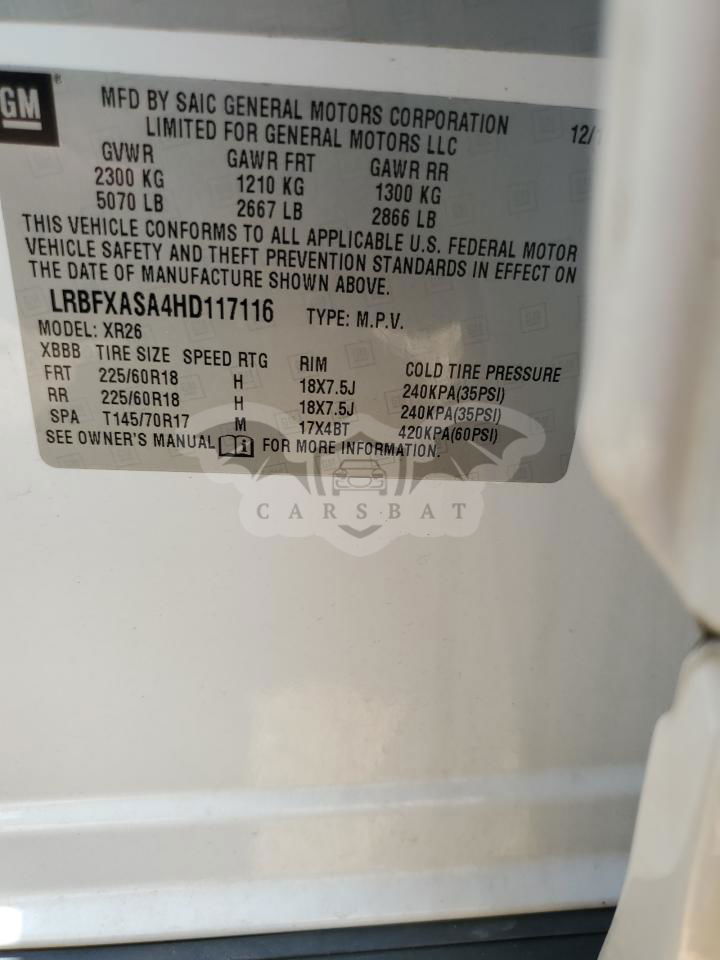 GM ®
MFD BY SAIC GENERAL MOTORS CORPORATION
LIMITED FOR GENERAL MOTORS LLC 12/
GVWR GAWR FRT GAWR RR
2300 KG 1210 KG 1300 KG
5070 LB 2667 LB 2866 LB
THIS VEHICLE CONFORMS TO ALL APPLICABLE U.S. FEDERAL MOTOR
VEHICLE SAFETY AND THEFT PREVENTION STANDARDS IN EFFECT ON
THE DATE OF MANUFACTURE SHOWN ABOVE.
LRBFXASA4HD117116 TYPE: M.P.V.
MODEL: XR26
XBBB TIRE SIZE SPEED RTG RIM COLD TIRE PRESSURE
FRT 225/60R18 H 18X7.5J 240KPA(35PSI)
RR 225/60R18 H 18X7.5J 240KPA(35PSI)
SPA T145/70R17 M 17X4BT 420KPA(60PSI)
SEE OWNER'S MANUAL FOR MORE INFORMATION.
CARSBAT